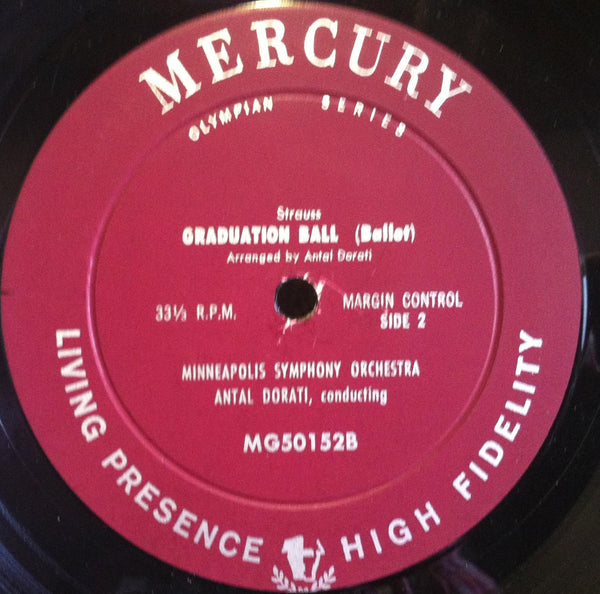 MERCURY
OLYMPIAN SERIES
Strauss
GRADUATION BALL (Ballet)
Arranged by Antal Dorati
33⅓ R.P.M.
MARGIN CONTROL
SIDE 2
MINNEAPOLIS SYMPHONY ORCHESTRA
ANTAL DORATI, conducting
MG50152B
LIVING PRESENCE HIGH FIDELITY